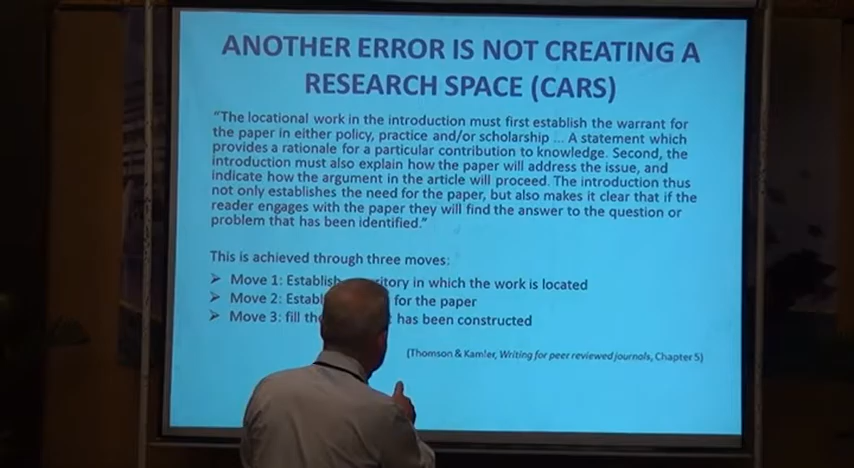 ANOTHER ERROR IS NOT CREATING A
RESEARCH SPACE (CARS)
“The locational work in the introduction must first establish the warrant for
the paper in either policy, practice and/or scholarship ... A statement which
provides a rationale for a particular contribution to knowledge. Second, the
introduction must also explain how the paper will address the issue, and
indicate how the argument in the article will proceed. The introduction thus
not only establishes the need for the paper, but also makes it clear that if the
reader engages with the paper they will find the answer to the question or
problem that has been identified.”
This is achieved through three moves:
➢ Move 1: Establish in which the work is located
➢ Move 2: for the paper
➢ Move 3: fill has been constructed
(Thomson & Kamler, Writing for peer reviewed journals, Chapter 5)